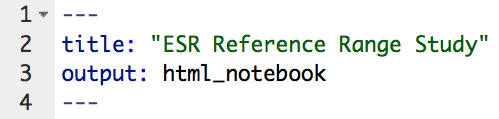 1 ---
2 title: "ESR Reference Range Study"
3 output: html_notebook
4 ---